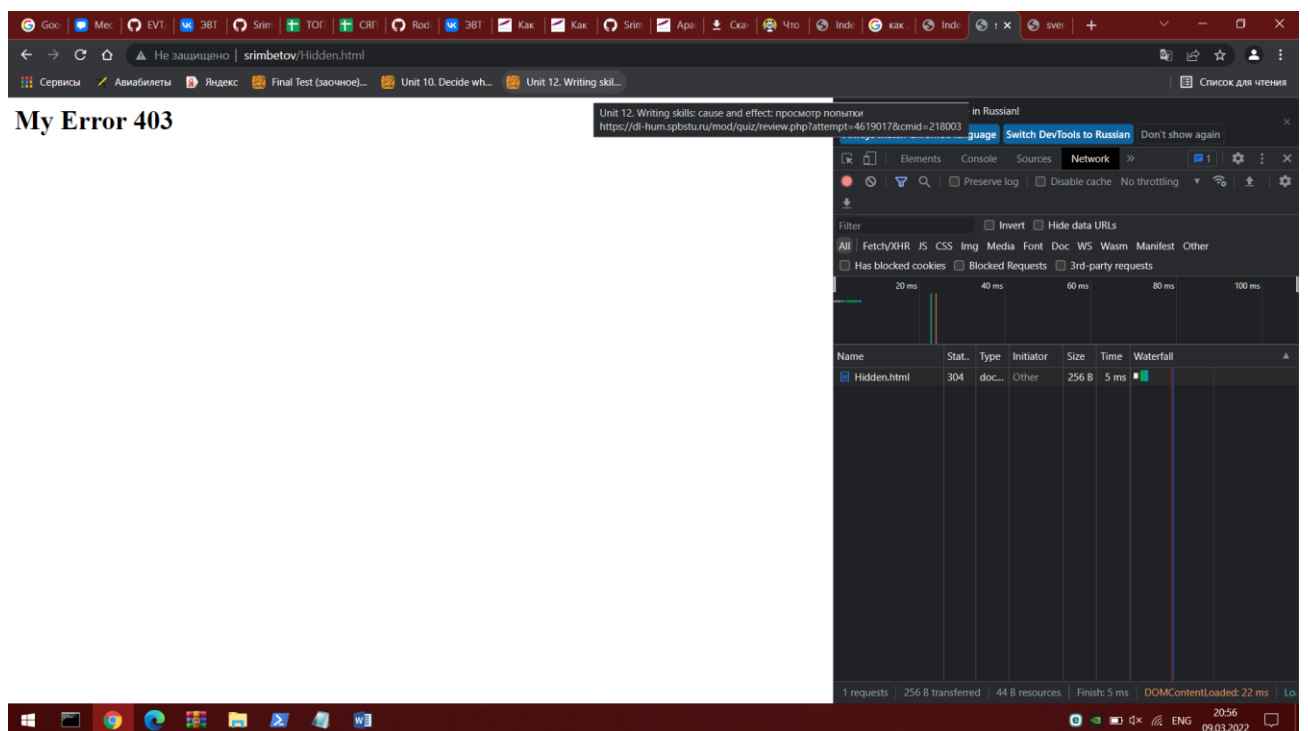 Goo Мес EVT/ ЭВТ. Srim ТОП СЯП Rodi ЭВТ Как Как Srim Apa Ска Что Inde как Inde sver
Не защищено srimbetov/Hidden.html
Сервисы Авиабилеты Яндекс Final Test (заочное)... Unit 10. Decide wh... Unit 12. Writing skil... Список для чтения
My Error 403
Unit 12. Writing skills: cause and effect: просмотр попытки
https://dl-hum.spbstu.ru/mod/quiz/review.php?attempt=4619017&cmid=218003
in Russian!
Switch DevTools to Russian Don't show again
Elements Console Sources Network » 1
Preserve log Disable cache No throttling
Filter Invert Hide data URLs
All Fetch/XHR JS CSS Img Media Font Doc WS Wasm Manifest Other
Has blocked cookies Blocked Requests 3rd-party requests
20 ms 40 ms 60 ms 80 ms 100 ms
Name Stat.. Type Initiator Size Time Waterfall
Hidden.html 304 doc... Other 256 B 5 ms
1 requests 256 B transferred 44 B resources Finish: 5 ms DOMContentLoaded: 22 ms Lo
ENG 20:56
09.03.2022